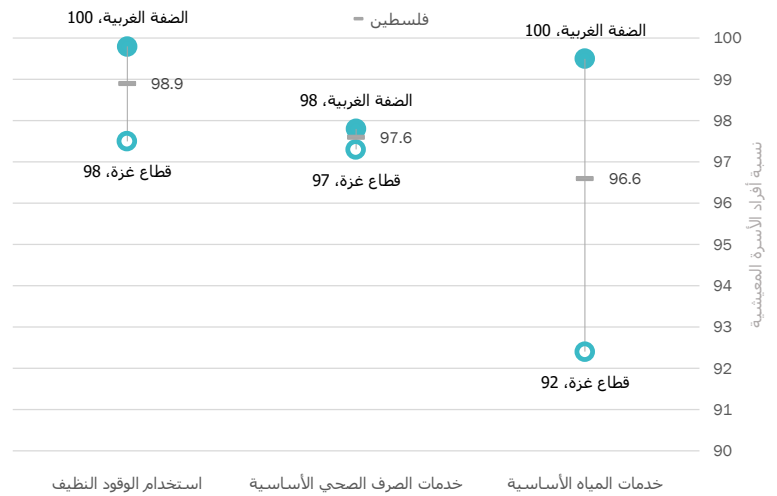 فلسطين
الضفة الغربية، 100
الضفة الغربية، 100
الضفة الغربية، 98
98.9
97.6
96.6
قطاع غزة، 98
قطاع غزة، 97
قطاع غزة، 92
100
99
98
97
96
95
94
93
92
91
90
نسبة أفراد الأسرة المعيشية
خدمات المياه الأساسية
خدمات الصرف الصحي الأساسية
استخدام الوقود النظيف